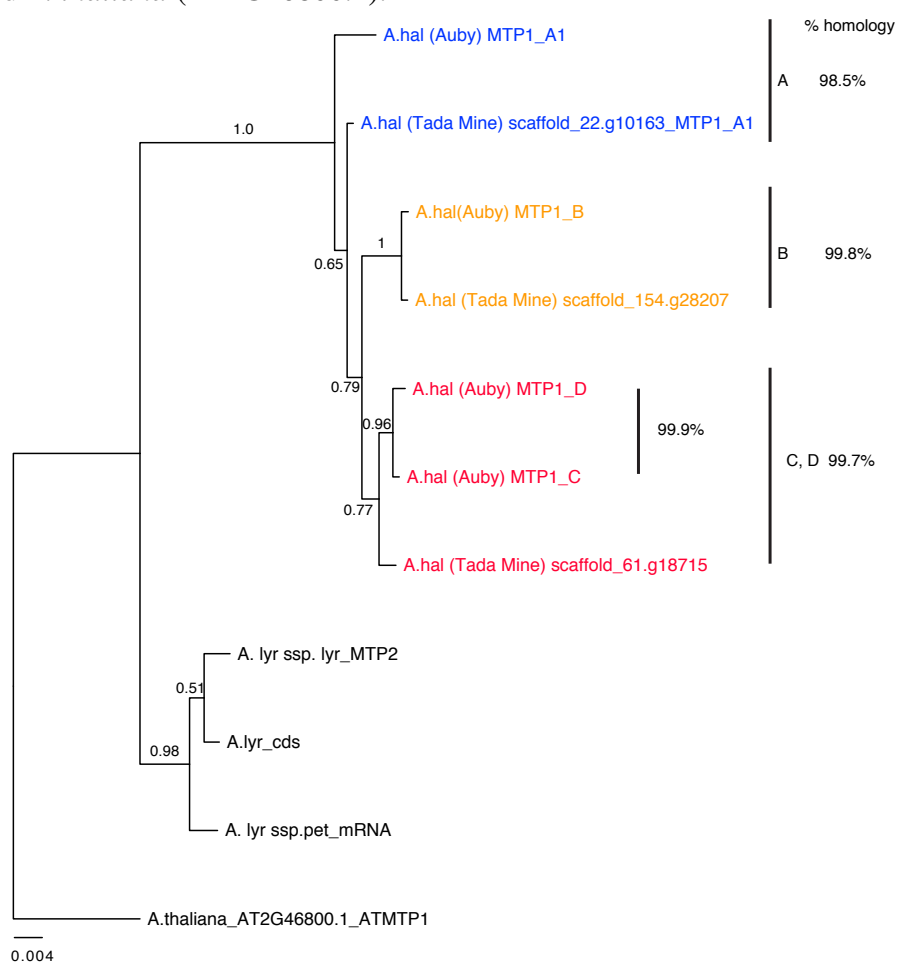 % homology
A.hal (Auby) MTP1_A1
A 98.5%
1.0
A.hal (Tada Mine) scaffold_22.g10163_MTP1_A1
A.hal(Auby) MTP1_B
1
B 99.8%
0.65
A.hal (Tada Mine) scaffold_154.g28207
0.79
A.hal (Auby) MTP1_D
0.96
99.9%
C, D 99.7%
A.hal (Auby) MTP1_C
0.77
A.hal (Tada Mine) scaffold_61.g18715
A. lyr ssp. lyr_MTP2
0.51
A.lyr_cds
0.98
A. lyr ssp.pet_mRNA
A.thaliana_AT2G46800.1_ATMTP1
0.004